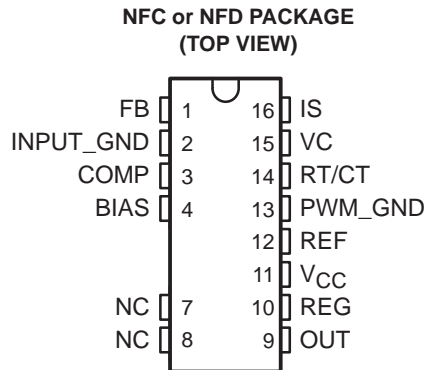 NFC or NFD PACKAGE
(TOP VIEW)
FB 1 16 IS
INPUT_GND 2 15 VC
COMP 3 14 RT/CT
BIAS 4 13 PWM_GND
12 REF
11 VCC
NC 7 10 REG
NC 8 9 OUT